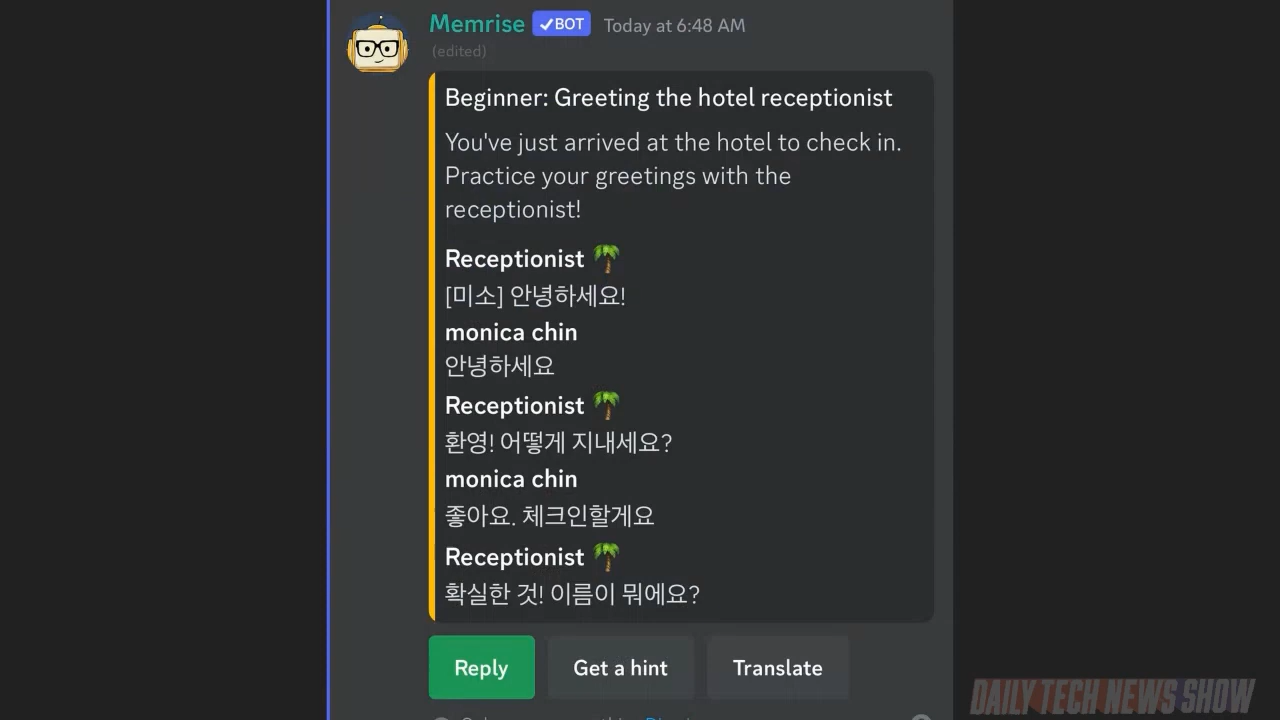 Memrise ✓BOT Today at 6:48 AM
(edited)
Beginner: Greeting the hotel receptionist
You've just arrived at the hotel to check in.
Practice your greetings with the
receptionist!
Receptionist 🌴
[미소] 안녕하세요!
monica chin
안녕하세요
Receptionist 🌴
환영! 어떻게 지내세요?
monica chin
좋아요. 체크인할게요
Receptionist 🌴
확실한 것! 이름이 뭐에요?
Reply Get a hint Translate
DAILY TECH NEWS SHOW